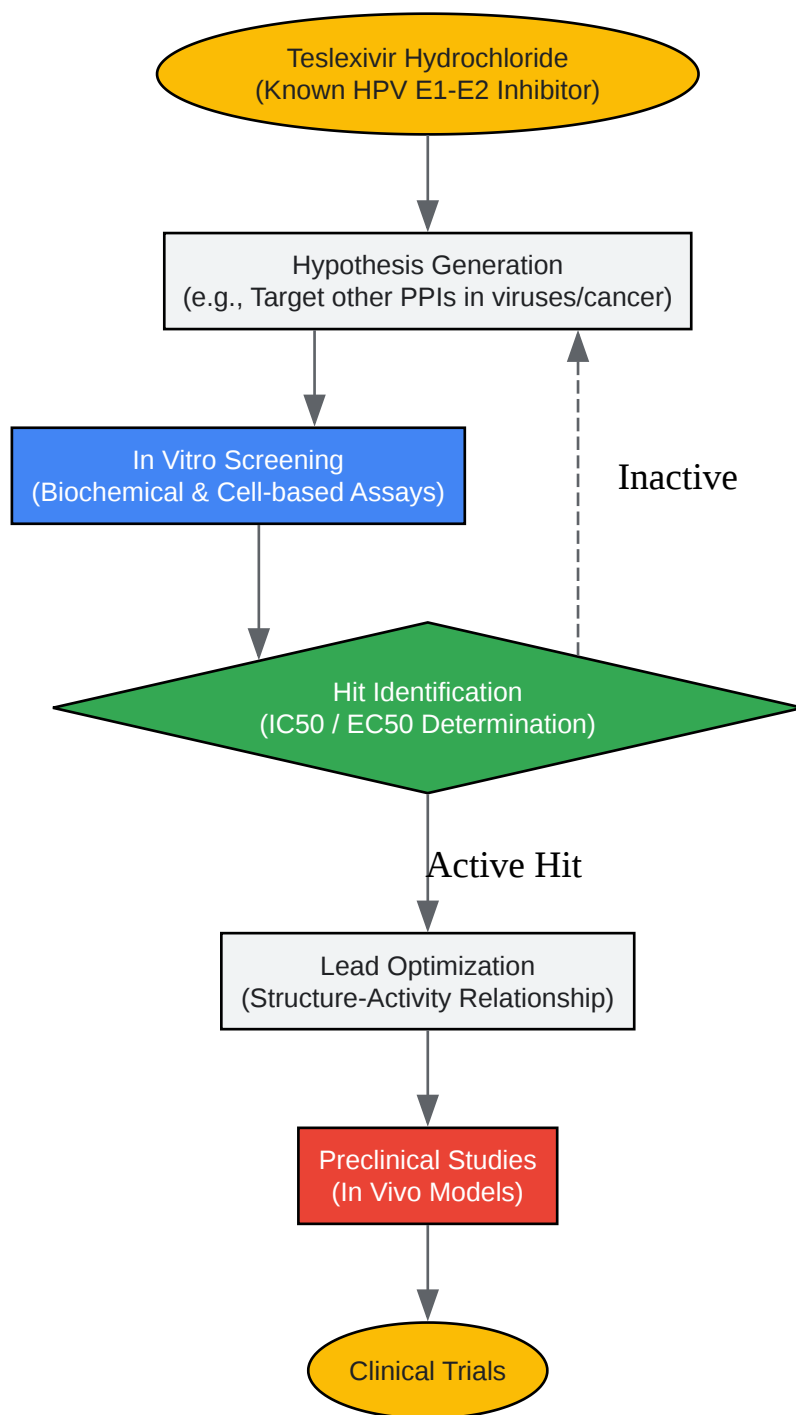 Teslexivir Hydrochloride
(Known HPV E1-E2 Inhibitor)
Hypothesis Generation
(e.g., Target other PPIs in viruses/cancer)
In Vitro Screening
(Biochemical & Cell-based Assays)
Inactive
Hit Identification
(IC50 / EC50 Determination)
Active Hit
Lead Optimization
(Structure-Activity Relationship)
Preclinical Studies
(In Vivo Models)
Clinical Trials